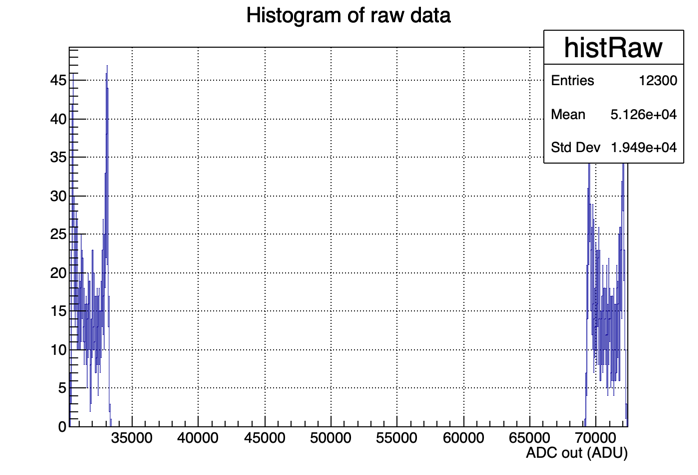 Histogram of raw data
histRaw
Entries 12300
Mean 5.126e+04
Std Dev 1.949e+04
45
40
35
30
25
20
15
10
5
0
35000 40000 45000 50000 55000 60000 65000 70000
ADC out (ADU)